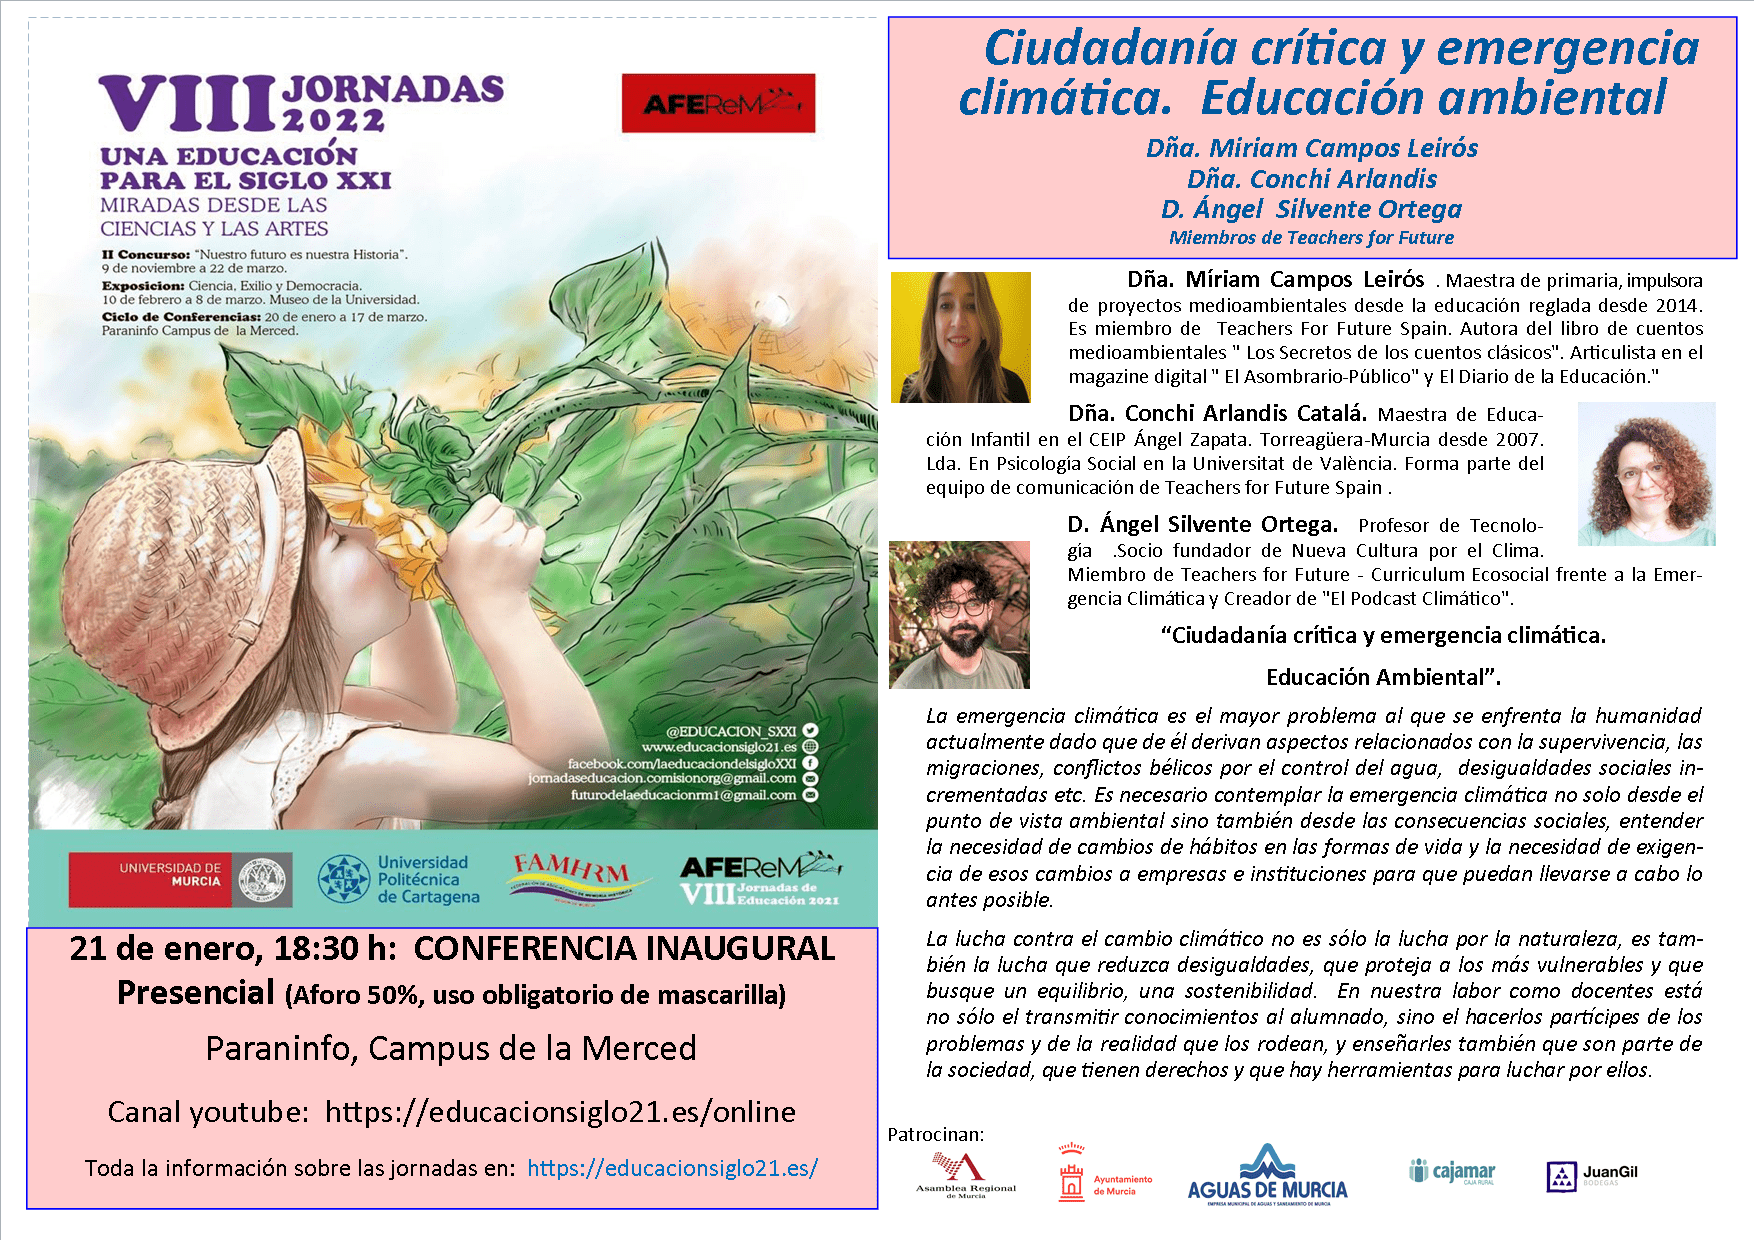 VIII JORNADAS
2022
UNA EDUCACIÓN
PARA EL SIGLO XXI
MIRADAS DESDE LAS
CIENCIAS Y LAS ARTES
II Concurso: "Nuestro futuro es nuestra Historia".
9 de noviembre a 22 de marzo.
Exposicion: Ciencia, Exilio y Democracia.
10 de febrero a 8 de marzo. Museo de la Universidad.
Ciclo de Conferencias: 20 de enero a 17 de marzo.
Paraninfo Campus de la Merced.
AFEReM
@EDUCACION_SXXI
www.educacionsiglo21.es
facebook.com/laeducaciondelsigloXXI
jornadaseducacion.comisionorg@gmail.com
futurodelaeducacionrm1@gmail.com
UNIVERSIDAD DE
MURCIA
Universidad
Politécnica
de Cartagena
FAMHRM
AFEReM
VIII Jornadas de
Educación 2021
21 de enero, 18:30 h: CONFERENCIA INAUGURAL
Presencial (Aforo 50%, uso obligatorio de mascarilla)
Paraninfo, Campus de la Merced
Canal youtube: https://educacionsiglo21.es/online
Toda la información sobre las jornadas en: https://educacionsiglo21.es/
Ciudadanía crítica y emergencia
climática. Educación ambiental
Dña. Miriam Campos Leirós
Dña. Conchi Arlandis
D. Ángel Silvente Ortega
Miembros de Teachers for Future
Dña. Míriam Campos Leirós . Maestra de primaria, impulsora
de proyectos medioambientales desde la educación reglada desde 2014.
Es miembro de Teachers For Future Spain. Autora del libro de cuentos
medioambientales " Los Secretos de los cuentos clásicos". Articulista en el
magazine digital " El Asombrario-Público" y El Diario de la Educación."
Dña. Conchi Arlandis Catalá. Maestra de Educa-
ción Infantil en el CEIP Ángel Zapata. Torreagüera-Murcia desde 2007.
Lda. En Psicología Social en la Universitat de València. Forma parte del
equipo de comunicación de Teachers for Future Spain .
D. Ángel Silvente Ortega. Profesor de Tecnolo-
gía .Socio fundador de Nueva Cultura por el Clima.
Miembro de Teachers for Future - Curriculum Ecosocial frente a la Emer-
gencia Climática y Creador de "El Podcast Climático".
“Ciudadanía crítica y emergencia climática.
Educación Ambiental”.
La emergencia climática es el mayor problema al que se enfrenta la humanidad
actualmente dado que de él derivan aspectos relacionados con la supervivencia, las
migraciones, conflictos bélicos por el control del agua, desigualdades sociales in-
crementadas etc. Es necesario contemplar la emergencia climática no solo desde el
punto de vista ambiental sino también desde las consecuencias sociales, entender
la necesidad de cambios de hábitos en las formas de vida y la necesidad de exigen-
cia de esos cambios a empresas e instituciones para que puedan llevarse a cabo lo
antes posible.
La lucha contra el cambio climático no es sólo la lucha por la naturaleza, es tam-
bién la lucha que reduzca desigualdades, que proteja a los más vulnerables y que
busque un equilibrio, una sostenibilidad. En nuestra labor como docentes está
no sólo el transmitir conocimientos al alumnado, sino el hacerlos partícipes de los
problemas y de la realidad que los rodean, y enseñarles también que son parte de
la sociedad, que tienen derechos y que hay herramientas para luchar por ellos.
Patrocinan:
Asamblea Regional
de Murcia
Ayuntamiento
de Murcia
AGUAS DE MURCIA
EMPRESA MUNICIPAL DE AGUAS Y SANEAMIENTO DE MURCIA
cajamar
CAJA RURAL
JuanGil
BODEGAS